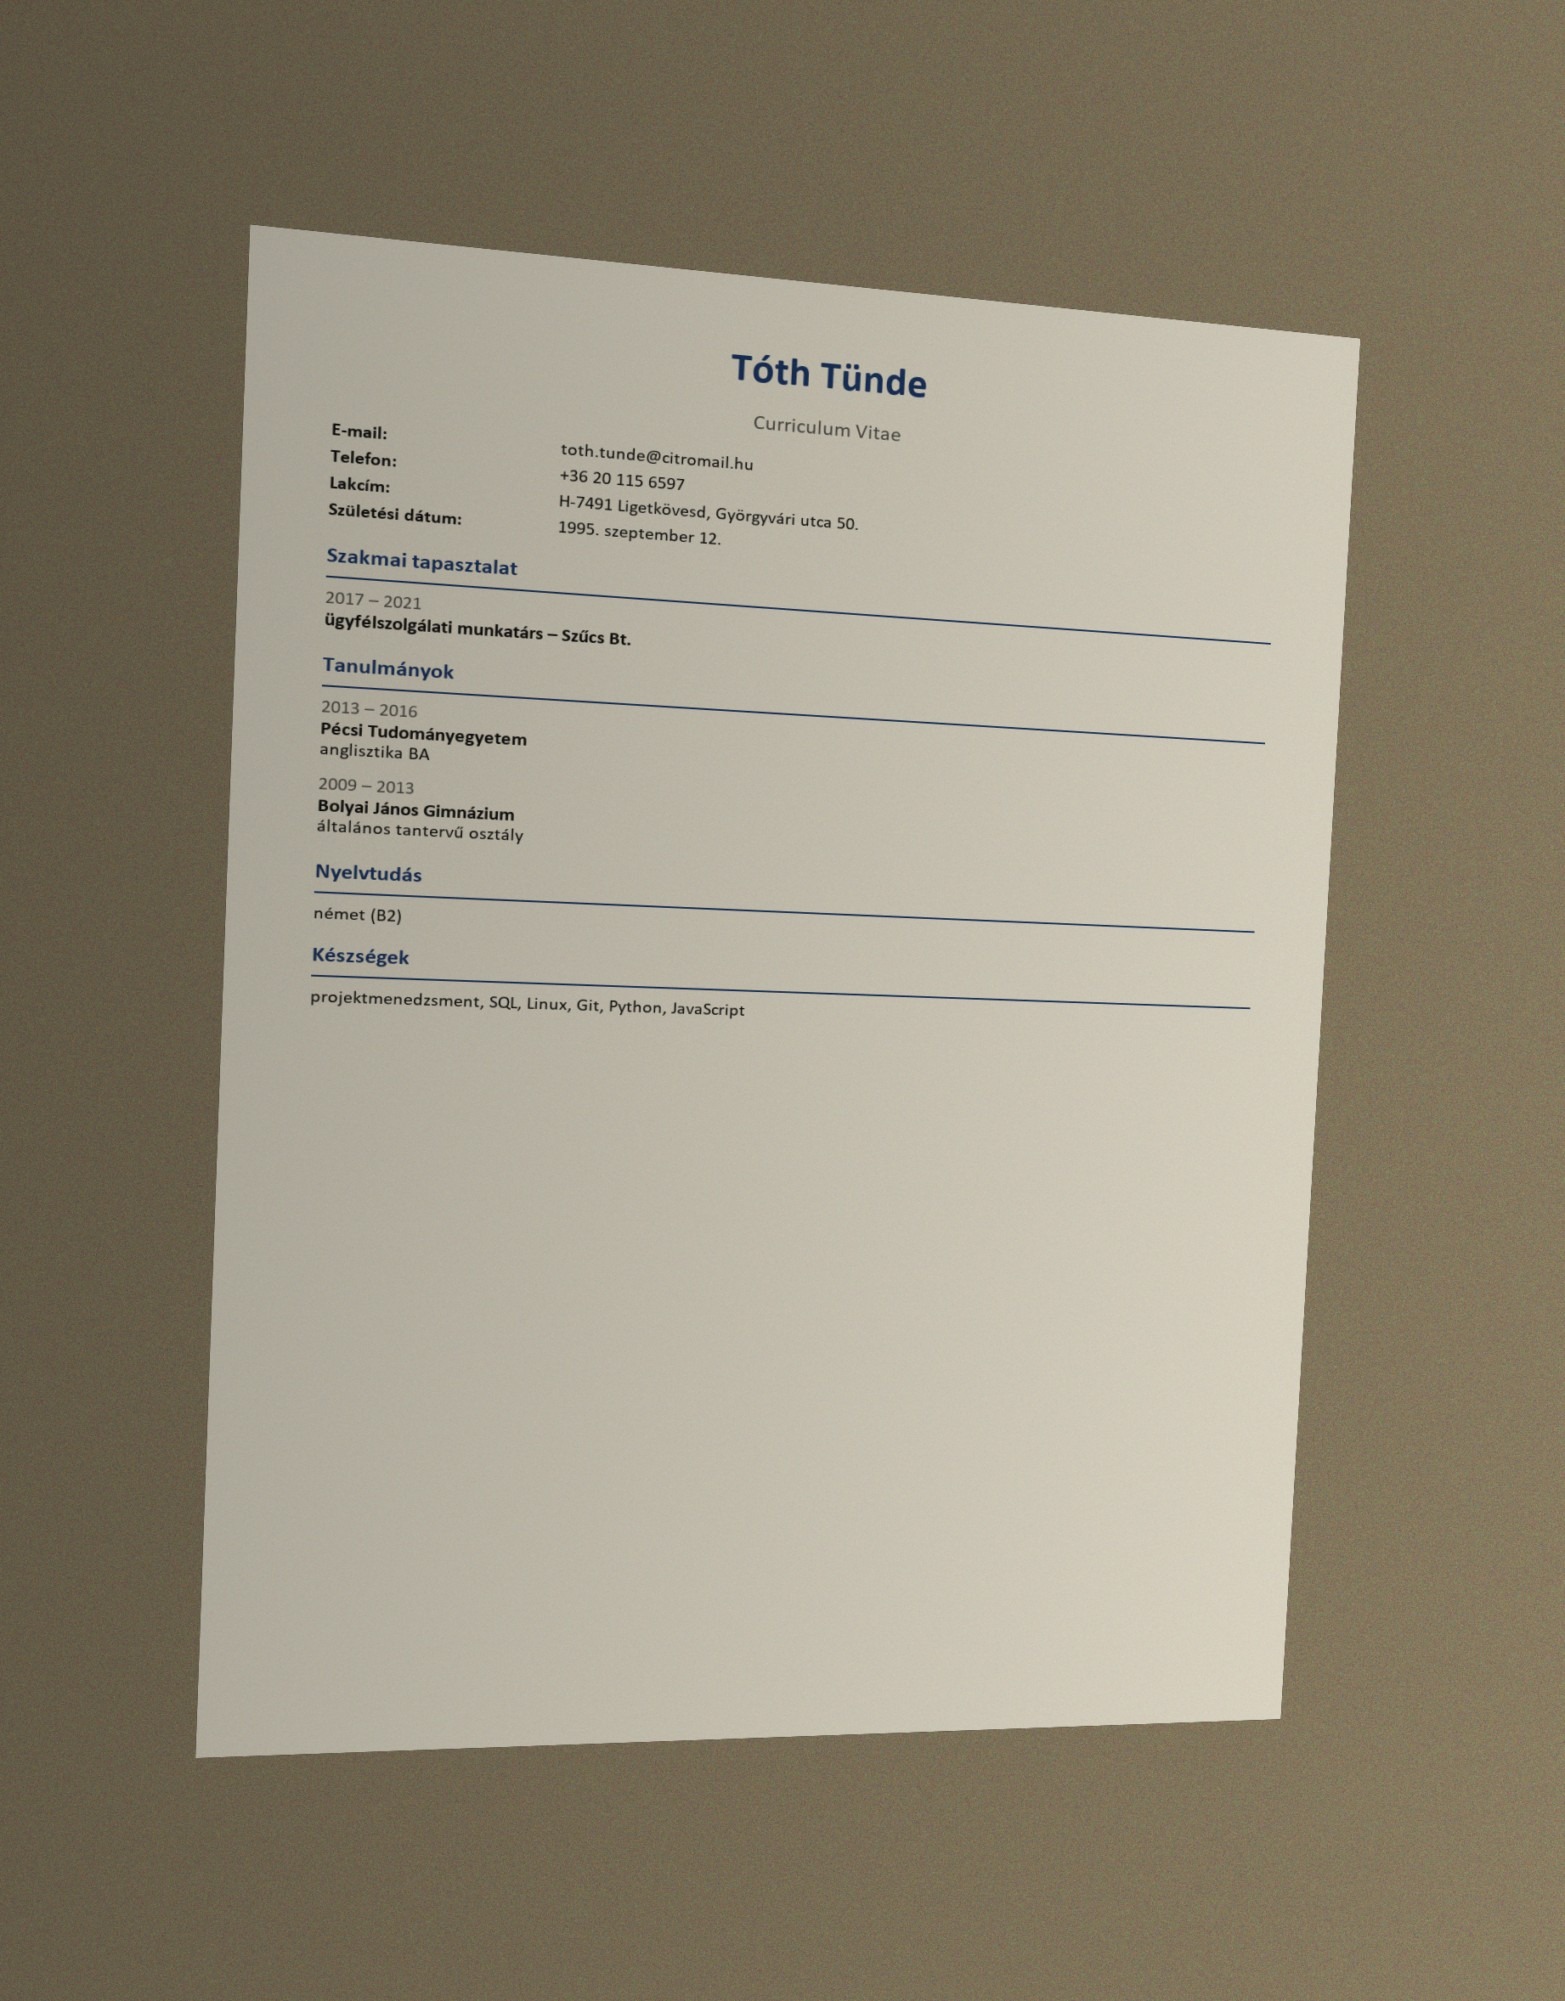 Tóth Tünde
Curriculum Vitae
E-mail: toth.tunde@citromail.hu
Telefon: +36 20 115 6597
Lakcím: H-7491 Ligetkövesd, Györgyvári utca 50.
Születési dátum: 1995. szeptember 12.
Szakmai tapasztalat
2017 – 2021
ügyfélszolgálati munkatárs – Szűcs Bt.
Tanulmányok
2013 – 2016
Pécsi Tudományegyetem
anglisztika BA
2009 – 2013
Bolyai János Gimnázium
általános tantervű osztály
Nyelvtudás
német (B2)
Készségek
projektmenedzsment, SQL, Linux, Git, Python, JavaScript